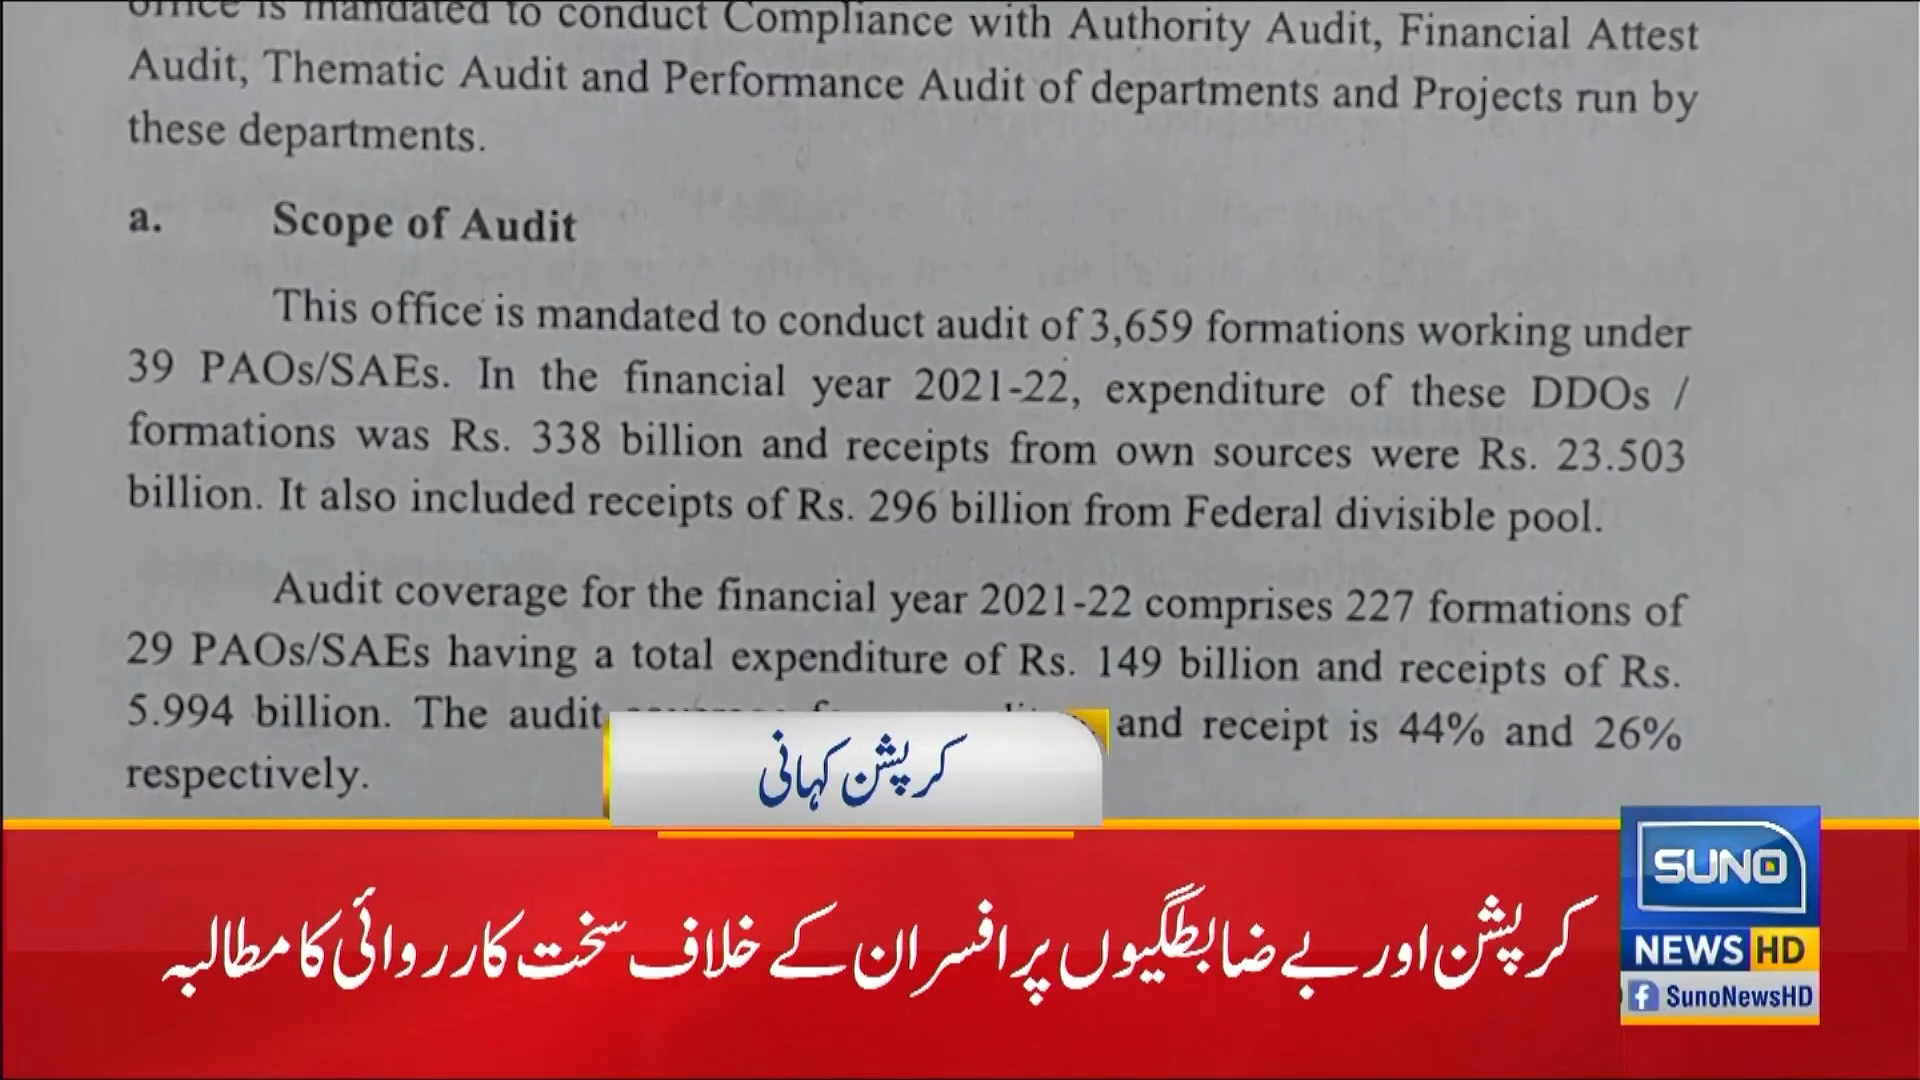 office is mandated to conduct Compliance with Authority Audit, Financial Attest
Audit, Thematic Audit and Performance Audit of departments and Projects run by
these departments.
a. Scope of Audit
This office is mandated to conduct audit of 3,659 formations working under
39 PAOs/SAEs. In the financial year 2021-22, expenditure of these DDOs /
formations was Rs. 338 billion and receipts from own sources were Rs. 23.503
billion. It also included receipts of Rs. 296 billion from Federal divisible pool.
Audit coverage for the financial year 2021-22 comprises 227 formations of
29 PAOs/SAEs having a total expenditure of Rs. 149 billion and receipts of Rs.
5.994 billion. The audit and receipt is 44% and 26%
respectively.
کرپشن کہانی
کرپشن اور بے ضابطگیوں پر افسران کے خلاف سخت کارروائی کا مطالبہ
SUNO
NEWS HD
SunoNewsHD